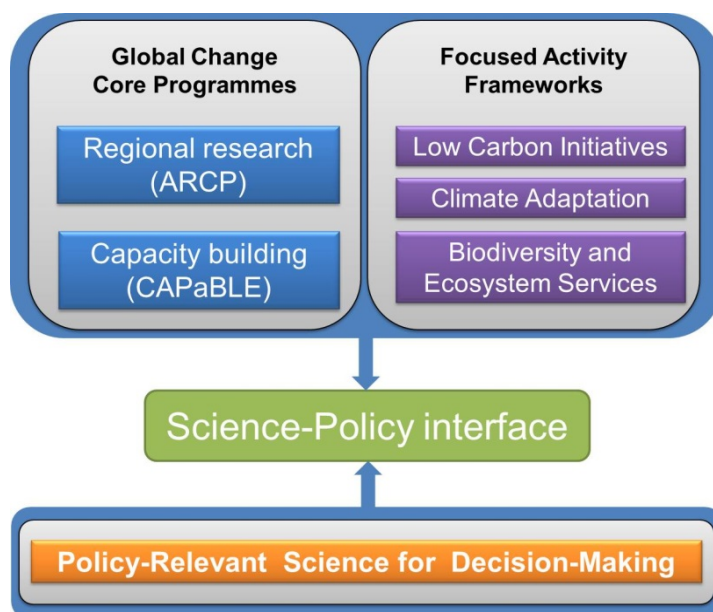 Global Change
Core Programmes
Regional research
(ARCP)
Capacity building
(CAPaBLE)
Focused Activity
Frameworks
Low Carbon Initiatives
Climate Adaptation
Biodiversity and
Ecosystem Services
Science-Policy interface
Policy-Relevant Science for Decision-Making